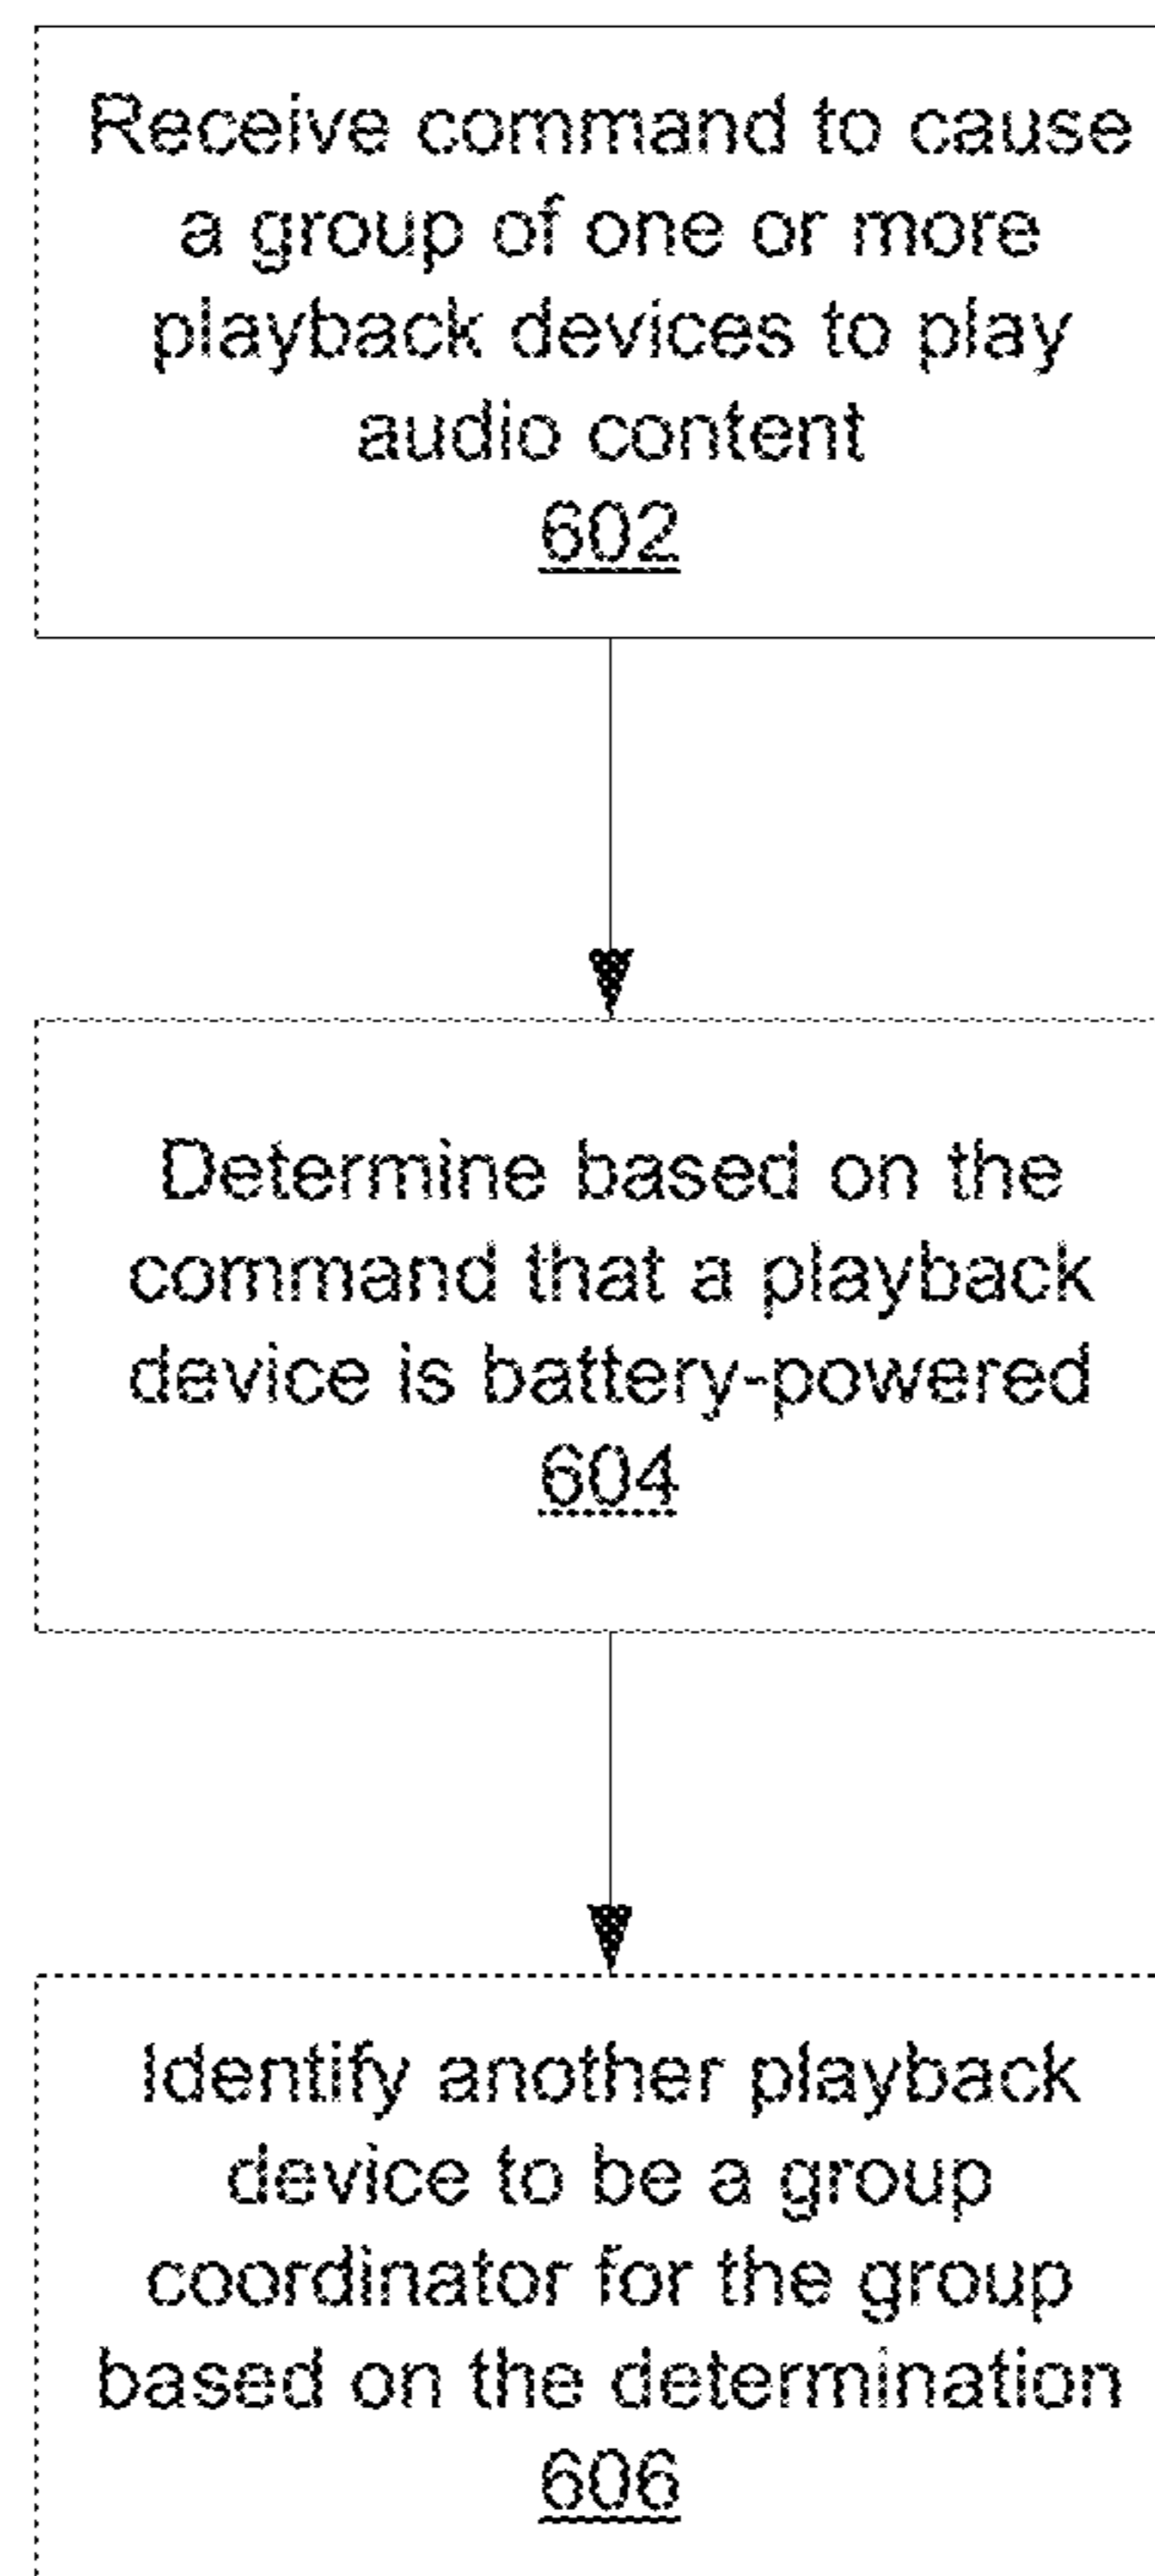 Receive command to cause
a group of one or more
playback devices to play
audio content
602
Determine based on the
command that a playback
device is battery-powered
604
Identify another playback
device to be a group
coordinator for the group
based on the determination
606